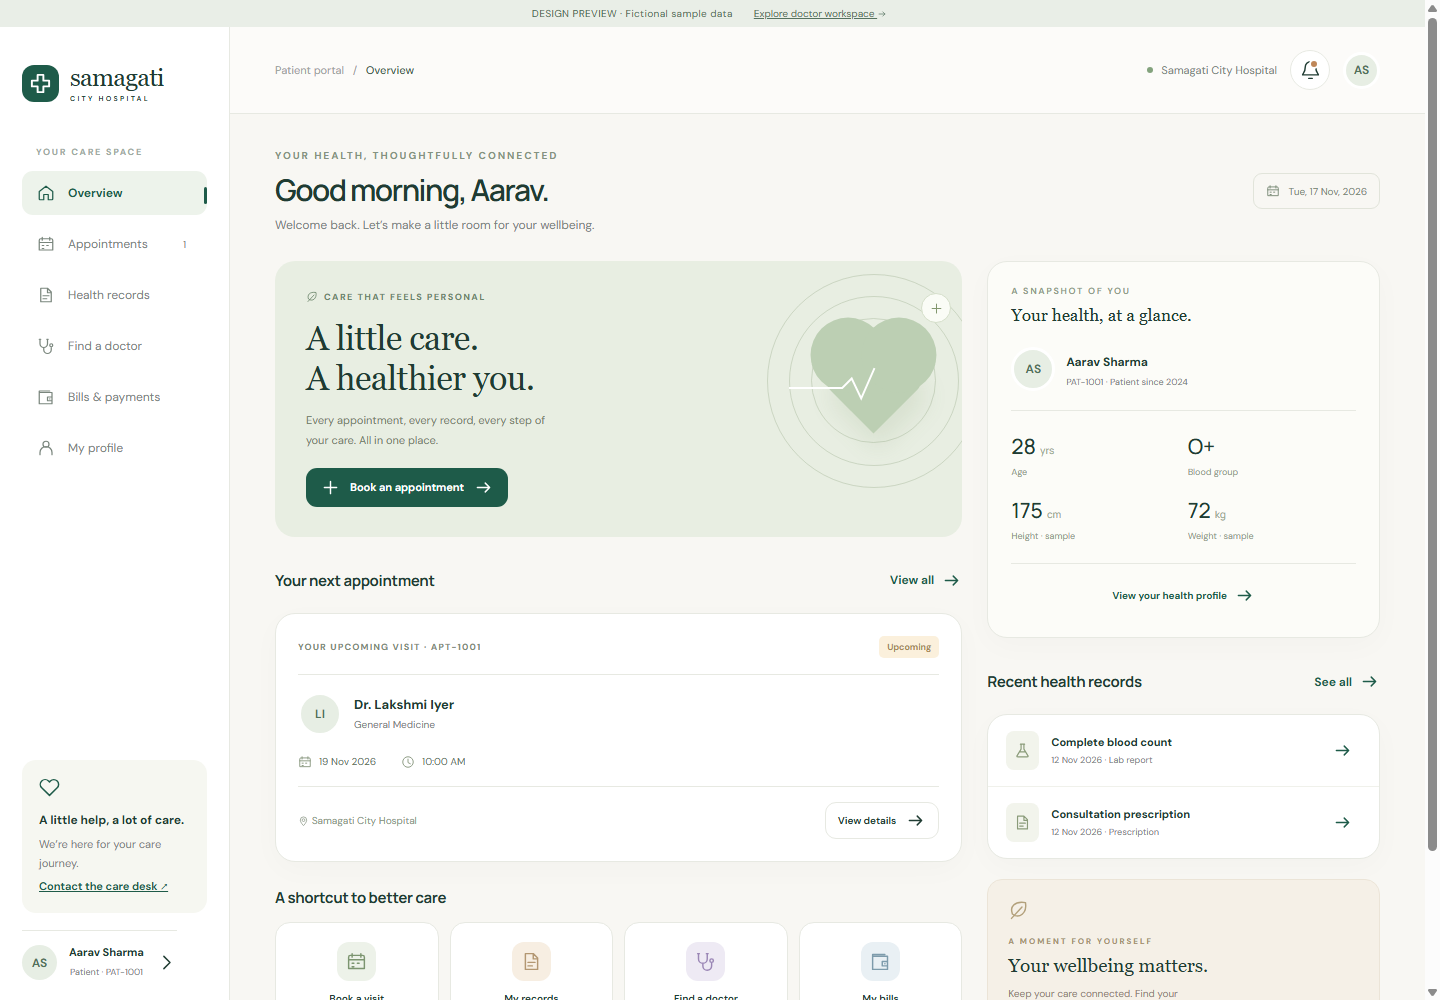 DESIGN PREVIEW · Fictional sample data
Explore doctor workspace →
samagati
CITY HOSPITAL
YOUR CARE SPACE
Overview
Appointments 1
Health records
Find a doctor
Bills & payments
My profile
A little help, a lot of care.
We're here for your care
journey.
Contact the care desk ↗
AS
Aarav Sharma
Patient · PAT-1001
Patient portal / Overview
Samagati City Hospital
AS
YOUR HEALTH, THOUGHTFULLY CONNECTED
Good morning, Aarav.
Welcome back. Let's make a little room for your wellbeing.
Tue, 17 Nov, 2026
CARE THAT FEELS PERSONAL
A little care.
A healthier you.
Every appointment, every record, every step of
your care. All in one place.
Book an appointment
Your next appointment
View all
YOUR UPCOMING VISIT · APT-1001
Upcoming
LI
Dr. Lakshmi Iyer
General Medicine
19 Nov 2026
10:00 AM
Samagati City Hospital
View details
A shortcut to better care
Book a visit
My records
Find a doctor
My bills
A SNAPSHOT OF YOU
Your health, at a glance.
AS
Aarav Sharma
PAT-1001 · Patient since 2024
28 yrs
Age
O+
Blood group
175 cm
Height · sample
72 kg
Weight · sample
View your health profile
Recent health records
See all
Complete blood count
12 Nov 2026 · Lab report
Consultation prescription
12 Nov 2026 · Prescription
A MOMENT FOR YOURSELF
Your wellbeing matters.
Keep your care connected. Find your